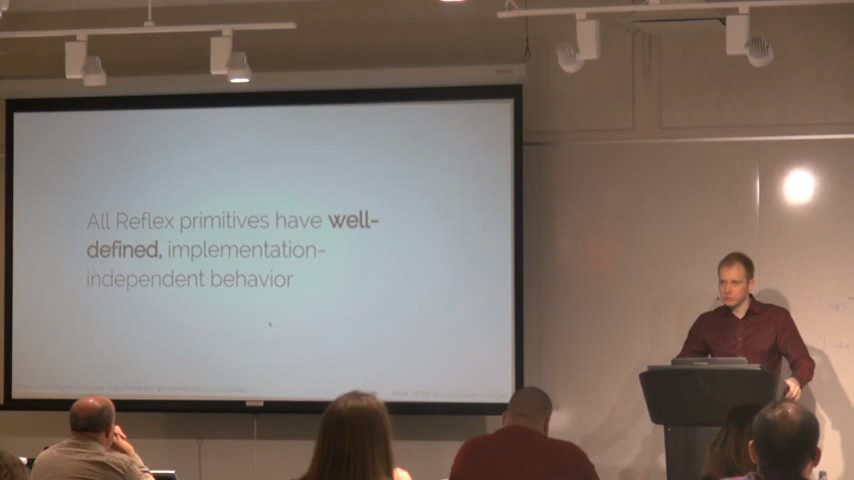 All Reflex primitives have well-
defined, implementation-
independent behavior